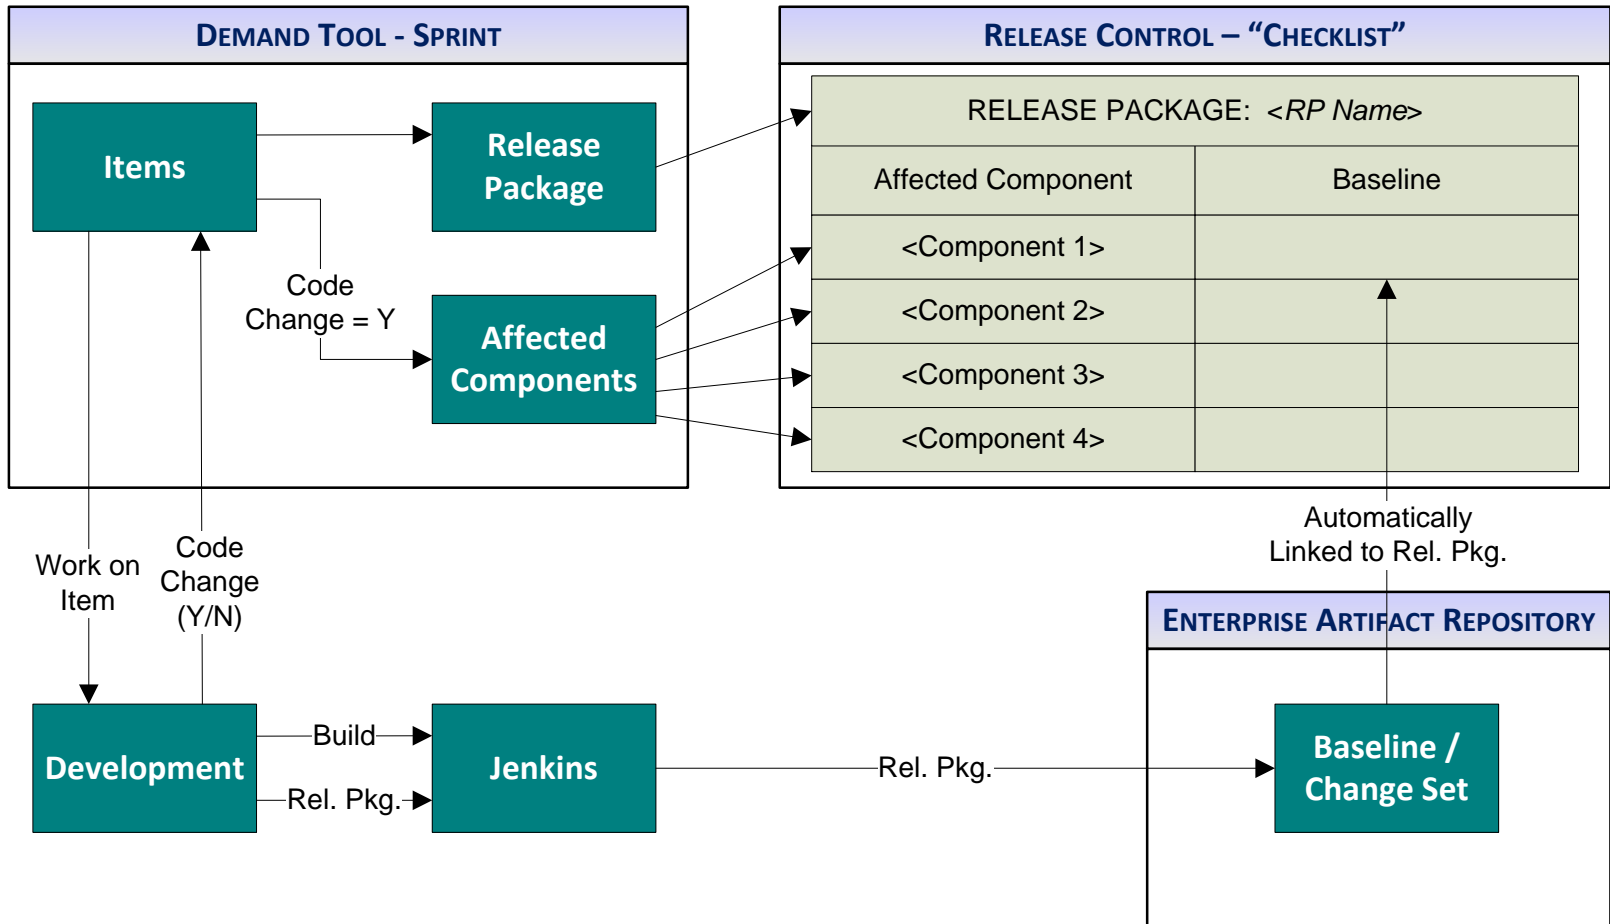 DEMAND TOOL - SPRINT
Items
Release
Package
Code
Change = Y
Affected
Components
RELEASE CONTROL – “CHECKLIST”
RELEASE PACKAGE: <RP Name>
Affected Component
Baseline
<Component 1>
<Component 2>
<Component 3>
<Component 4>
Work on
Item
Code
Change
(Y/N)
Automatically
Linked to Rel. Pkg.
ENTERPRISE ARTIFACT REPOSITORY
Development
Build
Rel. Pkg.
Jenkins
Rel. Pkg.
Baseline /
Change Set